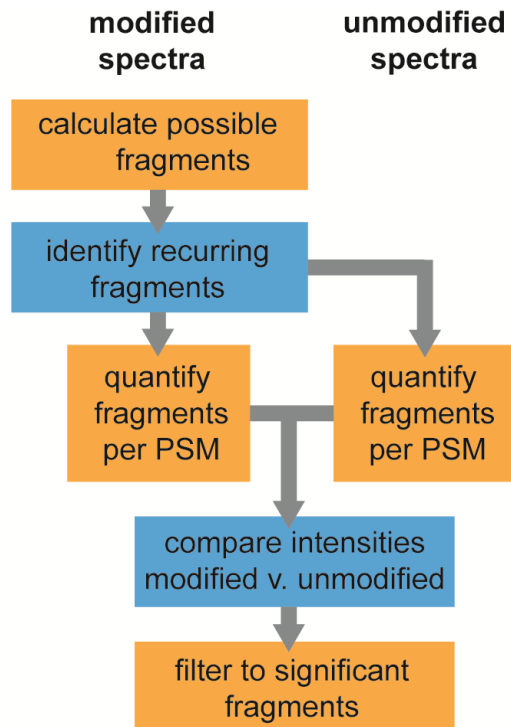 modified
spectra
unmodified
spectra
calculate possible
fragments
identify recurring
fragments
quantify
fragments
per PSM
quantify
fragments
per PSM
compare intensities
modified v. unmodified
filter to significant
fragments